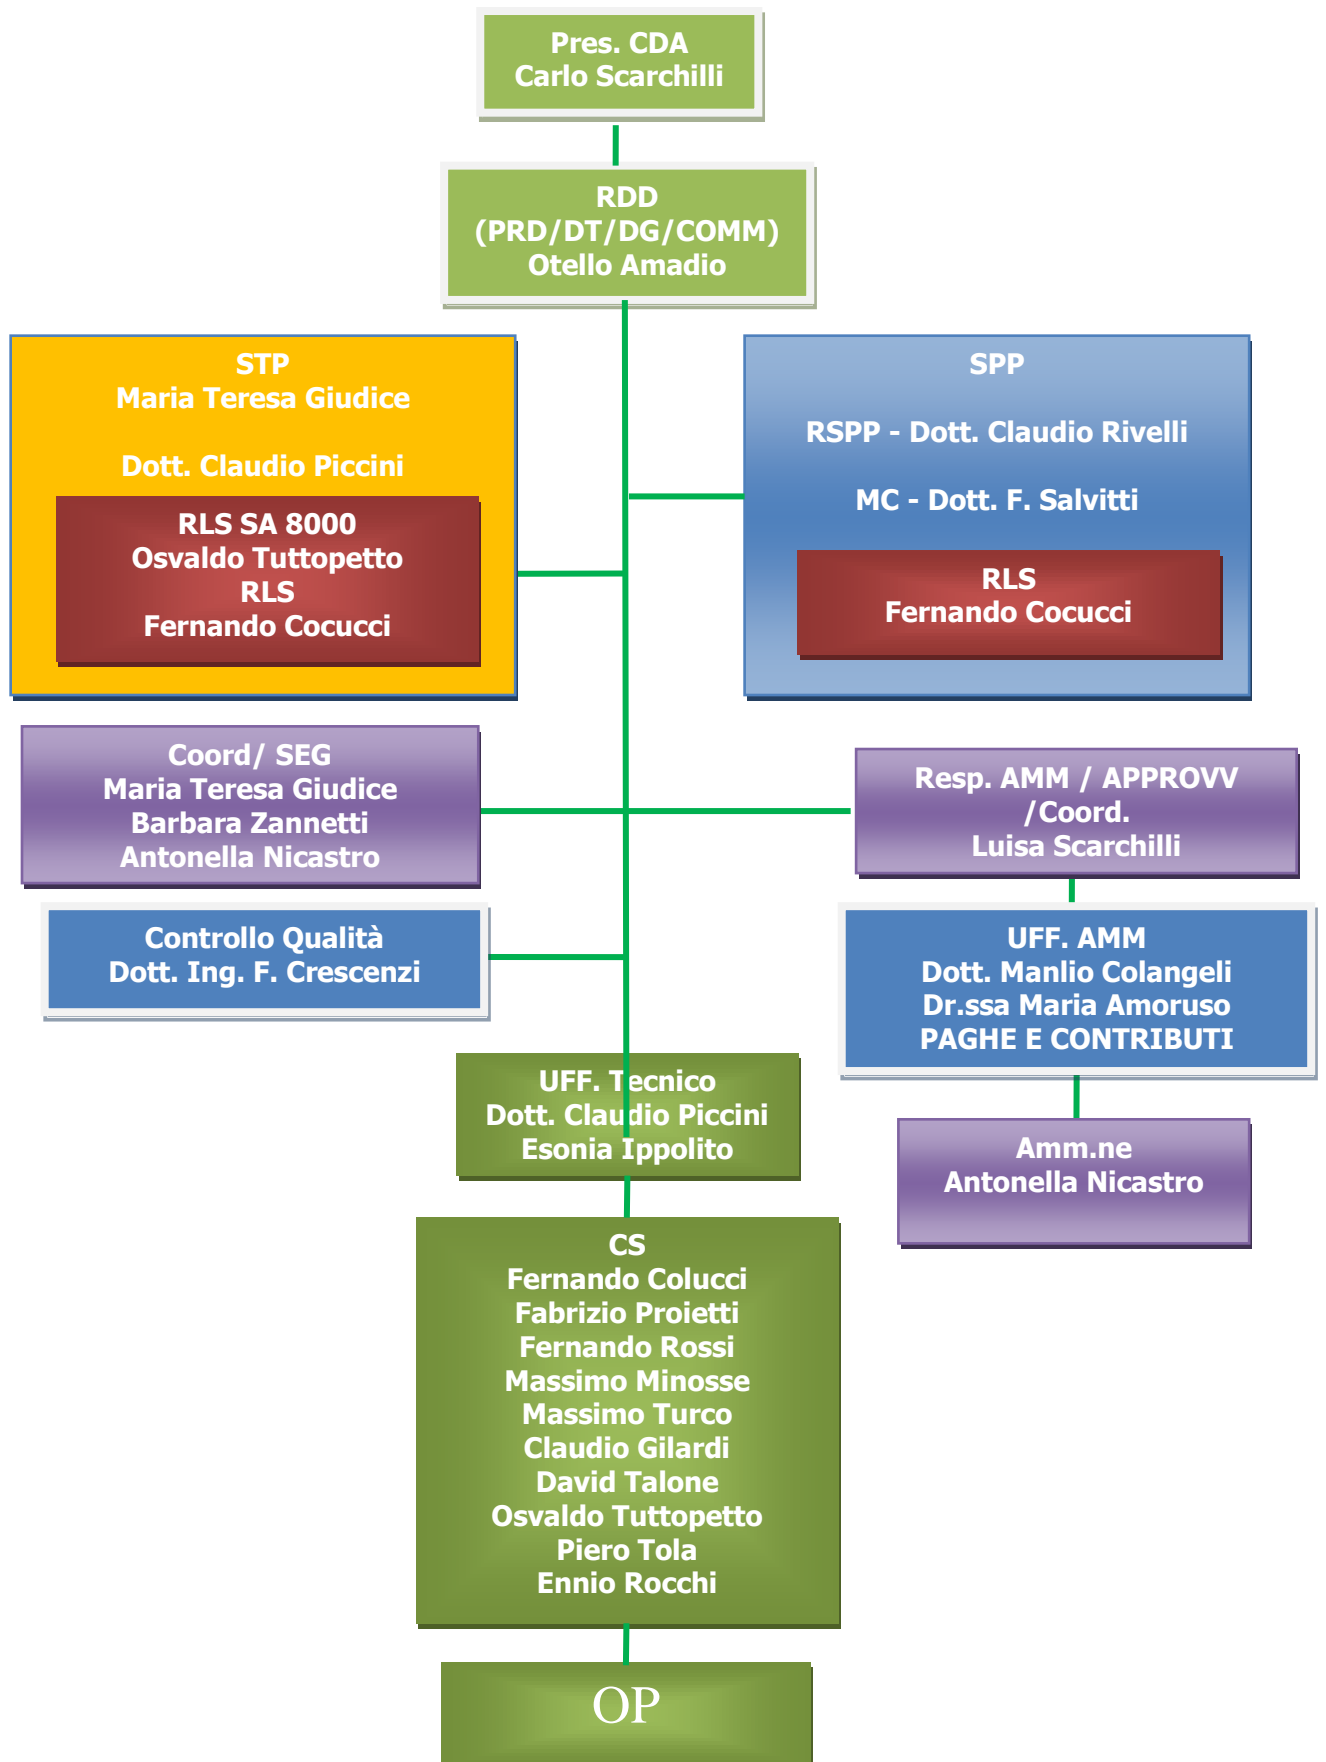 Pres. CDA
Carlo Scarchilli
RDD
(PRD/DT/DG/COMM)
Otello Amadio
STP
Maria Teresa Giudice
Dott. Claudio Piccini
RLS SA 8000
Osvaldo Tuttopetto
RLS
Fernando Cocucci
SPP
RSPP - Dott. Claudio Rivelli
MC - Dott. F. Salvitti
RLS
Fernando Cocucci
Coord/ SEG
Maria Teresa Giudice
Barbara Zannetti
Antonella Nicastro
Resp. AMM / APPROVV
/Coord.
Luisa Scarchilli
Controllo Qualità
Dott. Ing. F. Crescenzi
UFF. AMM
Dott. Manlio Colangeli
Dr.ssa Maria Amoruso
PAGHE E CONTRIBUTI
UFF. Tecnico
Dott. Claudio Piccini
Esonia Ippolito
Amm.ne
Antonella Nicastro
CS
Fernando Colucci
Fabrizio Proietti
Fernando Rossi
Massimo Minosse
Massimo Turco
Claudio Gilardi
David Talone
Osvaldo Tuttopetto
Piero Tola
Ennio Rocchi
OP